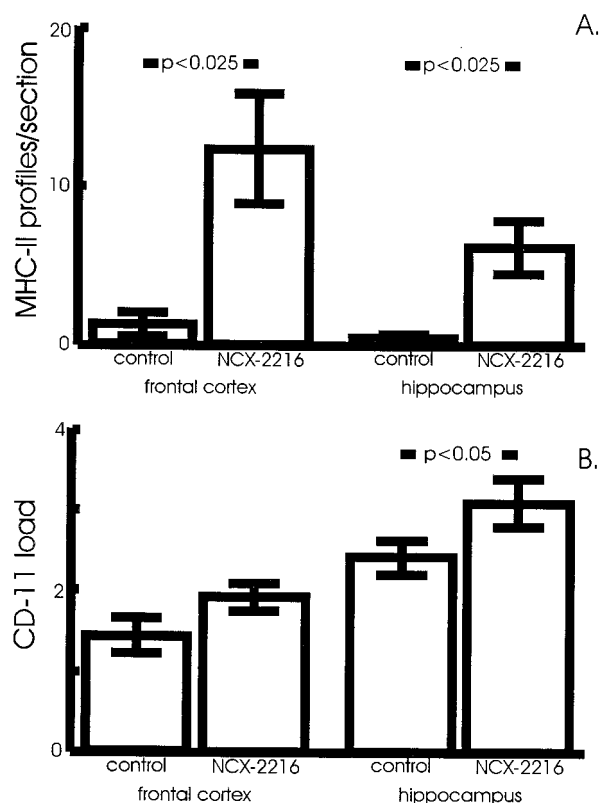 A.
20
p<0.025 p<0.025
MHC-II profiles/section
10
0
control NCX-2216 control NCX-2216
frontal cortex hippocampus
B.
4
p<0.05
CD-11 load
2
0
control NCX-2216 control NCX-2216
frontal cortex hippocampus